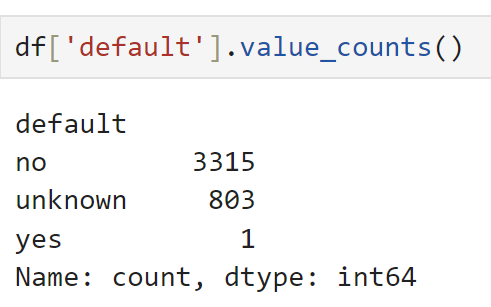 df['default'].value_counts()
default
no 3315
unknown 803
yes 1
Name: count, dtype: int64